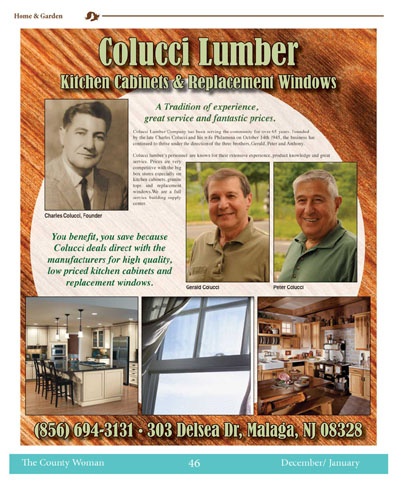 Home & Garden
Colucci Lumber
Kitchen Cabinets & Replacement Windows
A Tradition of experience,
great service and fantastic prices.
Colucci Lumber Company has been serving the community for over 65 years. Founded
by the late Charles Colucci and his wife Philamina on October 14th 1945, the business has
continued to thrive under the direction of the three brothers, Gerald, Peter and Anthony.
Colucci lumber's personnel are known for their extensive experience, product knowledge and great
service. Prices are very
competitive with the big
box stores especially on
kitchen cabinets, granite
tops and replacement
windows. We are a full
service building supply
center.
Charles Colucci, Founder
You benefit, you save because
Colucci deals direct with the
manufacturers for high quality,
low priced kitchen cabinets and
replacement windows.
Gerald Colucci
Peter Colucci
(856) 694-3131 • 303 Delsea Dr, Malaga, NJ 08328
The County Woman
46
December/ January